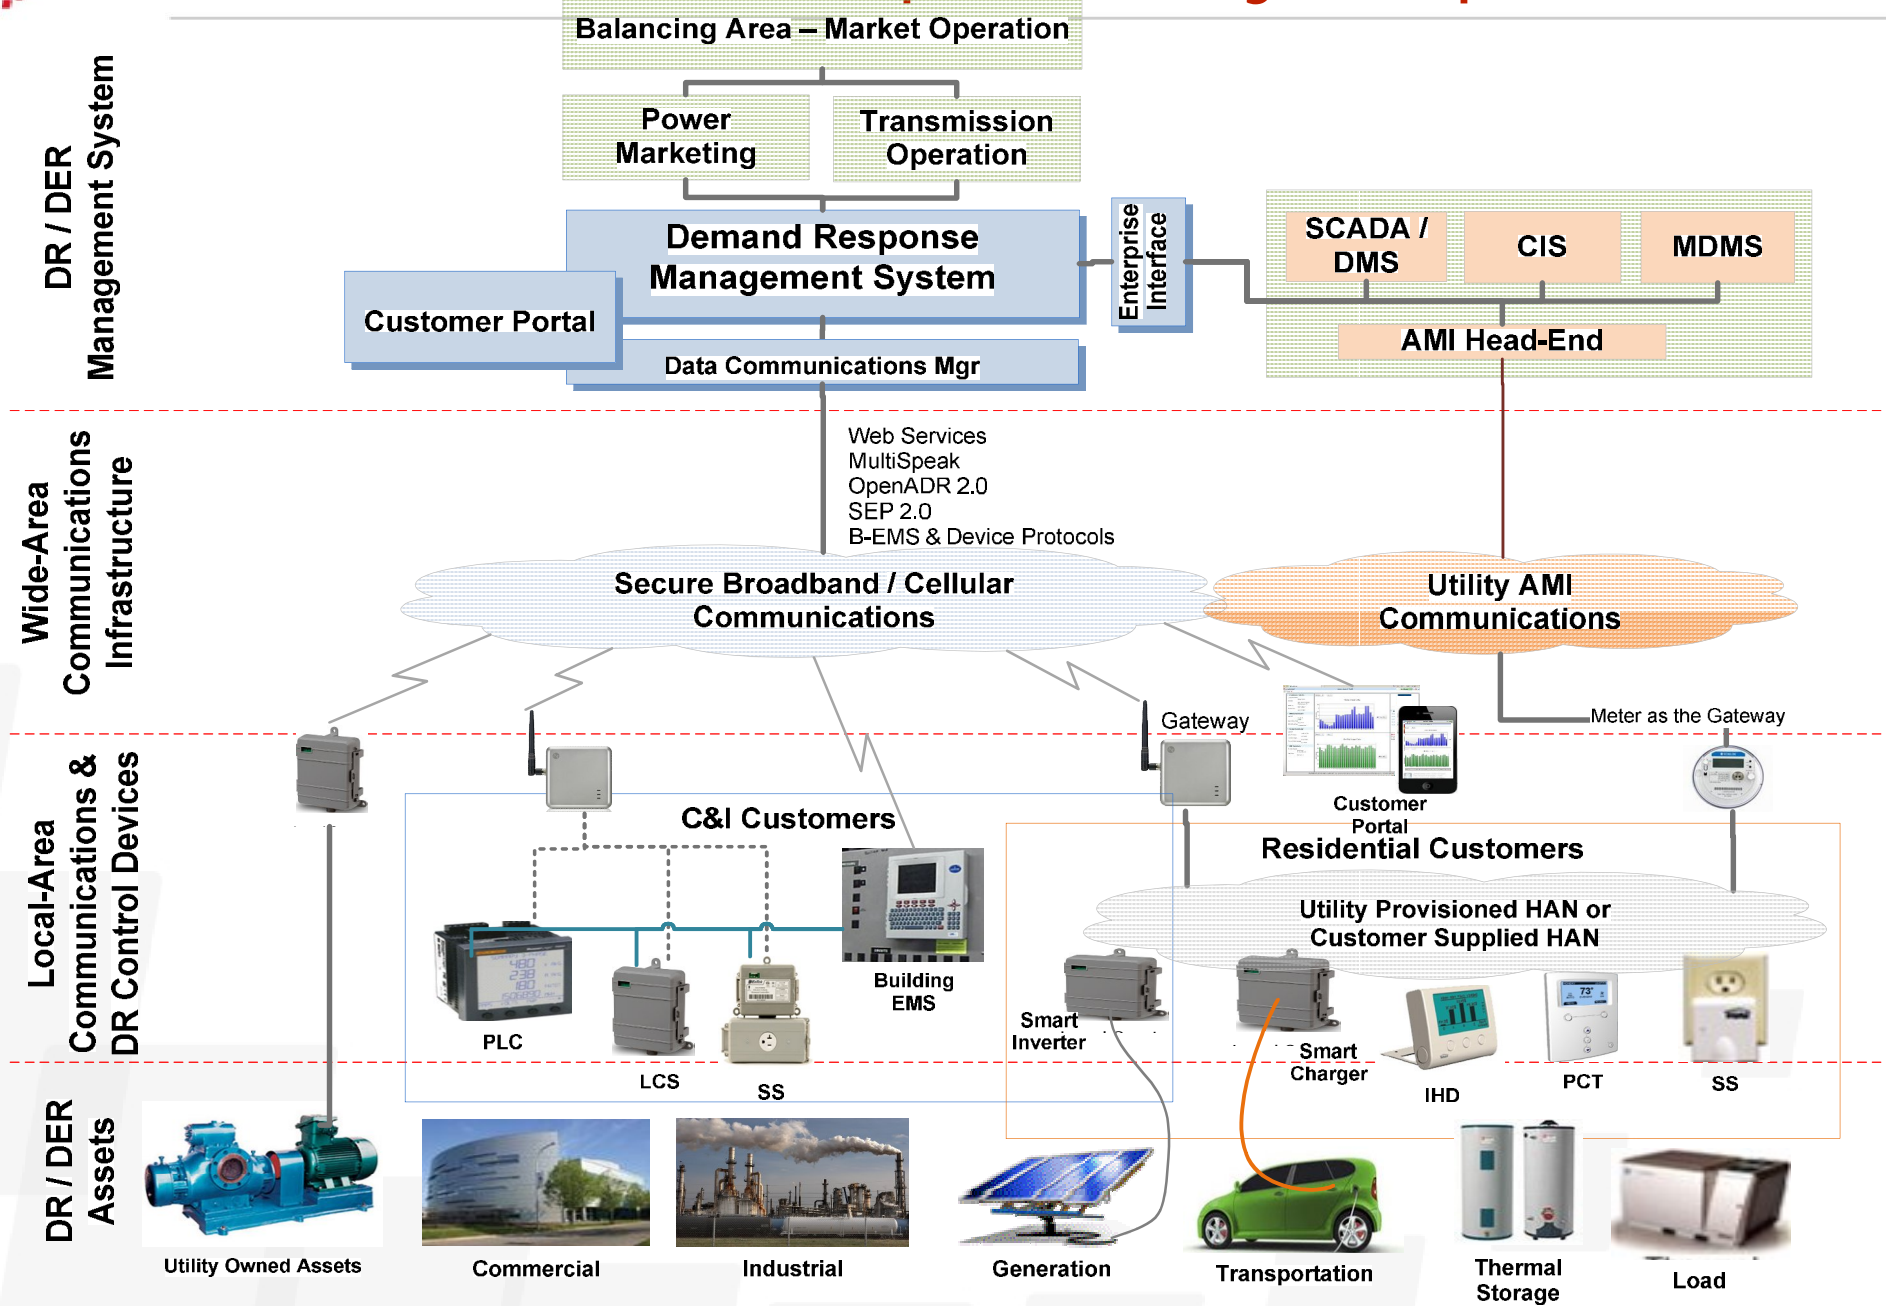 Balancing Area – Market Operation
Power
Marketing
Transmission
Operation
DR / DER
Management System
Demand Response
Management System
Enterprise
Interface
SCADA /
DMS
CIS
MDMS
Customer Portal
AMI Head-End
Data Communications Mgr
Wide-Area
Communications
Infrastructure
Web Services
MultiSpeak
OpenADR 2.0
SEP 2.0
B-EMS & Device Protocols
Secure Broadband / Cellular
Communications
Utility AMI
Communications
Gateway
Meter as the Gateway
Local-Area
Communications &
DR Control Devices
C&I Customers
Customer
Portal
Residential Customers
Utility Provisioned HAN or
Customer Supplied HAN
Building
EMS
480
238
180
PLC
LCS
SS
Smart
Inverter
Smart
Charger
73°
IHD
PCT
SS
DR / DER
Assets
Utility Owned Assets
Commercial
Industrial
Generation
Transportation
Thermal
Storage
Load